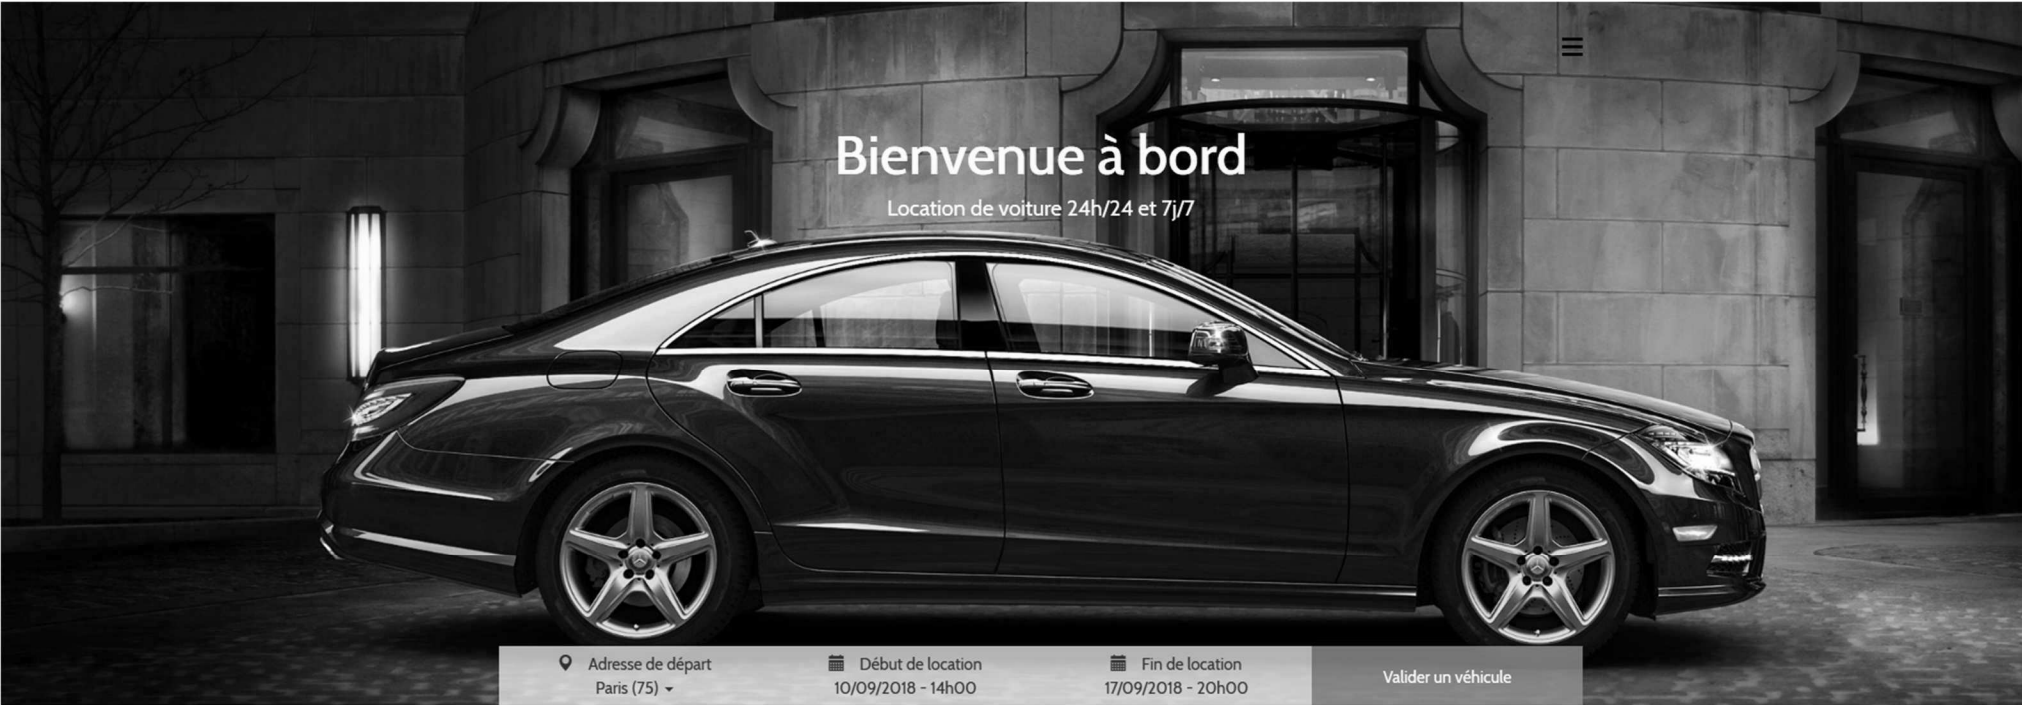 Bienvenue à bord
Location de voiture 24h/24 et 7j/7
Adresse de départ
Paris (75)
Début de location
10/09/2018 - 14h00
Fin de location
17/09/2018 - 20h00
Valider un véhicule